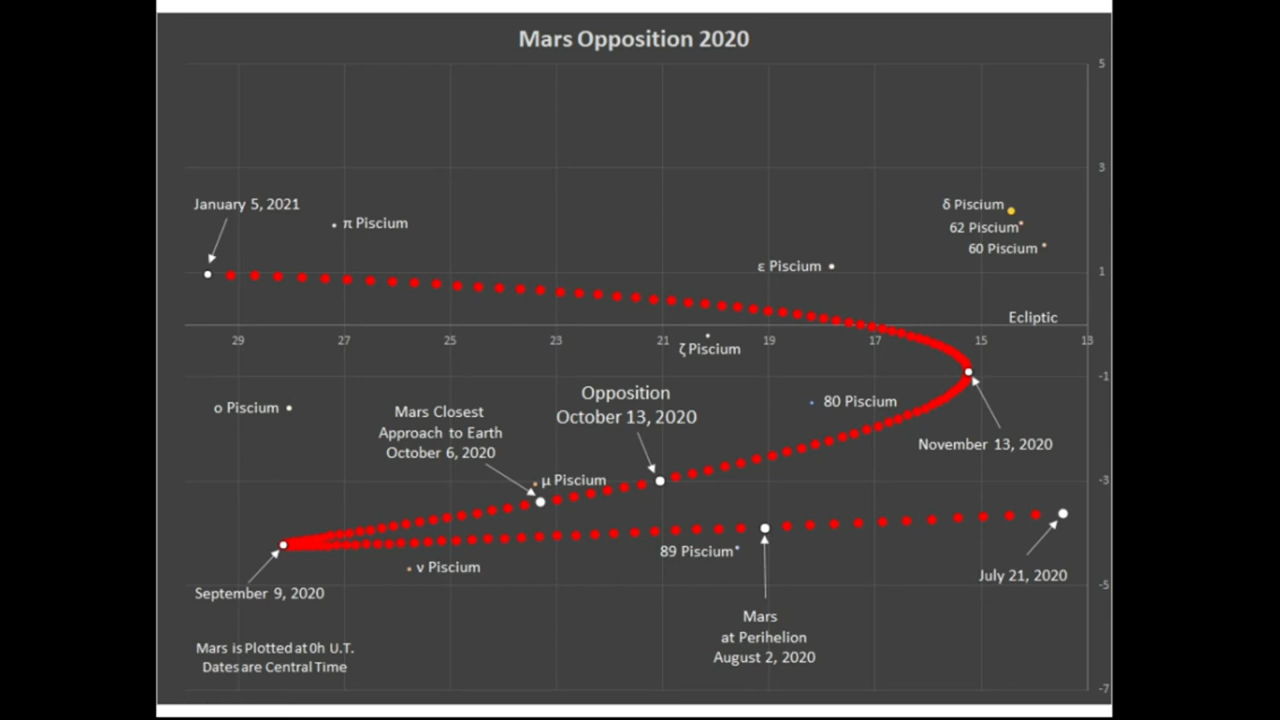 Mars Opposition 2020
5
3
δ Piscium
January 5, 2021
π Piscium
62 Piscium
60 Piscium
ε Piscium
1
Ecliptic
29
27
25
23
21
19
17
15
13
ζ Piscium
-1
Opposition
October 13, 2020
80 Piscium
ο Piscium
Mars Closest
Approach to Earth
October 6, 2020
November 13, 2020
μ Piscium
-3
89 Piscium
ν Piscium
July 21, 2020
-5
September 9, 2020
Mars
at Perihelion
August 2, 2020
Mars is Plotted at 0h U.T.
Dates are Central Time
-7